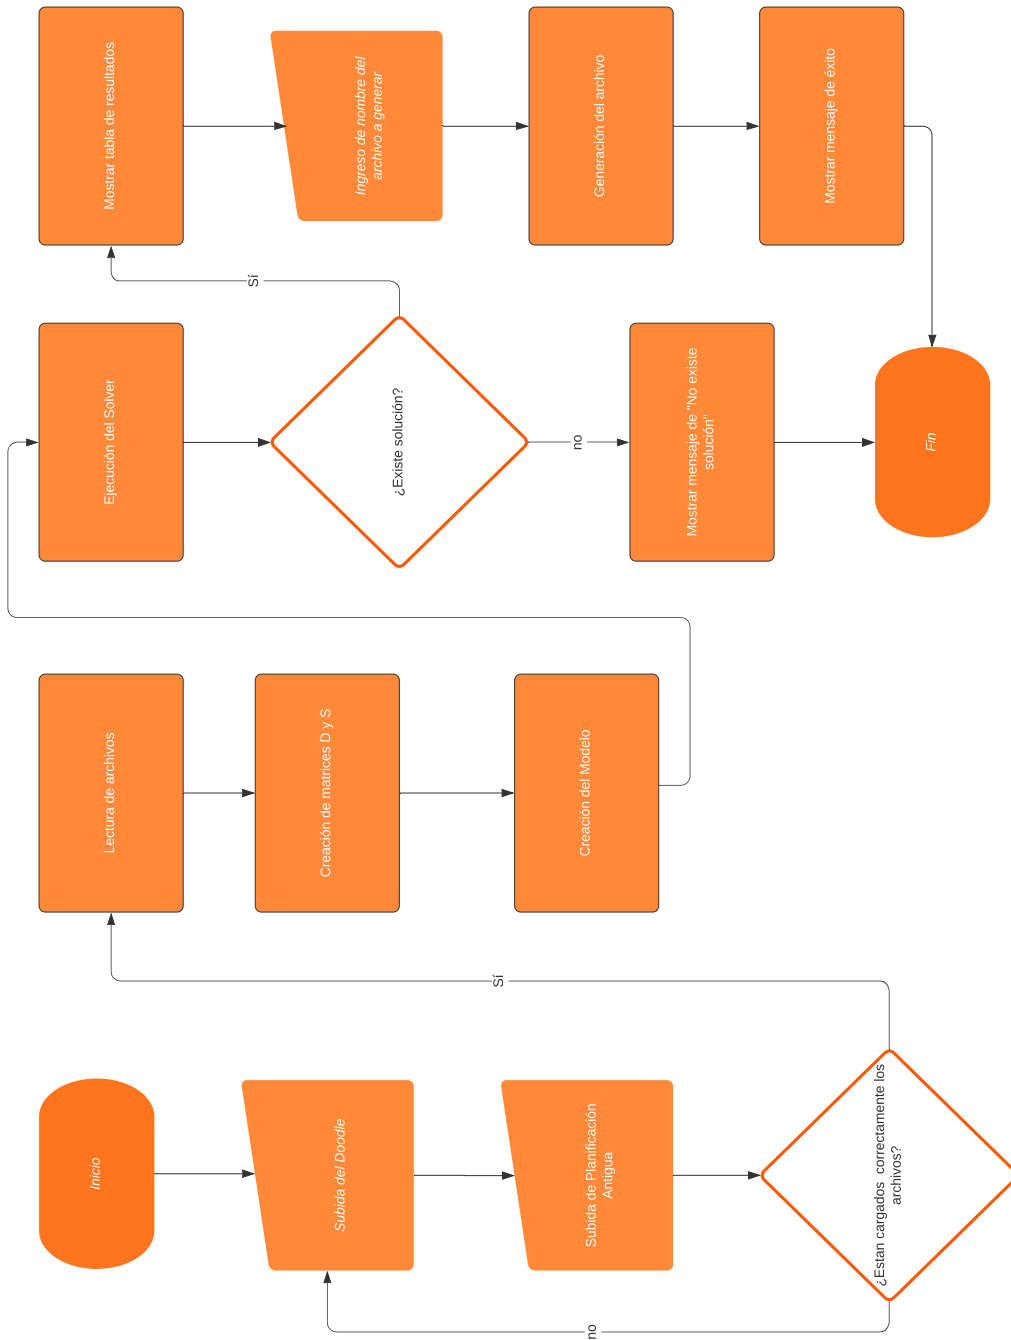 Inicio
Subida del Doodle
Subida de Planificación
Antigua
¿Estan cargados  correctamente los
archivos?
no
Sí
Lectura de archivos
Creación de matrices D y S
Creación del Modelo
Ejecución del Solver
¿Existe solución?
no
Mostrar mensaje de "No existe
solución"
Sí
Mostrar tabla de resultados
Ingreso de nombre del
archivo a generar
Generación del archivo
Mostrar mensaje de éxito
Fin